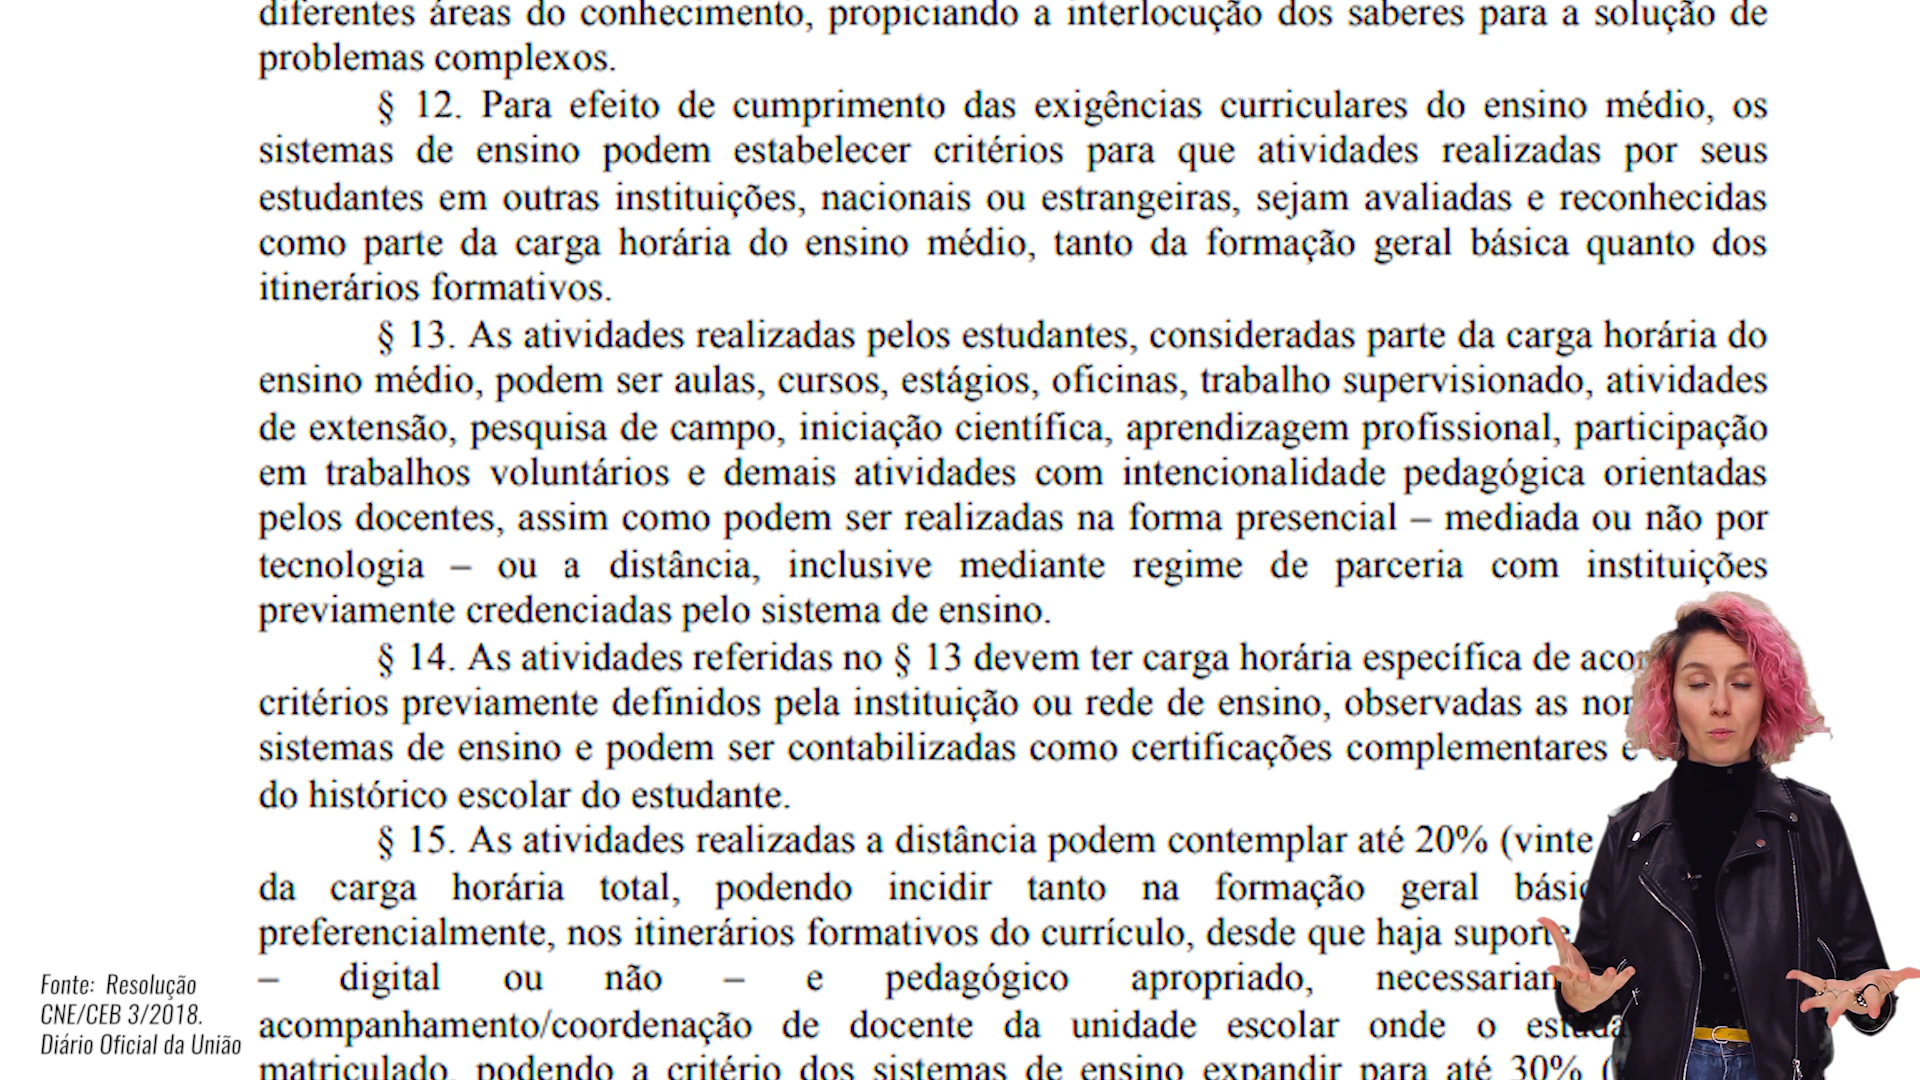 diferentes áreas do conhecimento, propiciando a interlocução dos saberes para a solução de
problemas complexos.
§ 12. Para efeito de cumprimento das exigências curriculares do ensino médio, os
sistemas de ensino podem estabelecer critérios para que atividades realizadas por seus
estudantes em outras instituições, nacionais ou estrangeiras, sejam avaliadas e reconhecidas
como parte da carga horária do ensino médio, tanto da formação geral básica quanto dos
itinerários formativos.
§ 13. As atividades realizadas pelos estudantes, consideradas parte da carga horária do
ensino médio, podem ser aulas, cursos, estágios, oficinas, trabalho supervisionado, atividades
de extensão, pesquisa de campo, iniciação científica, aprendizagem profissional, participação
em trabalhos voluntários e demais atividades com intencionalidade pedagógica orientadas
pelos docentes, assim como podem ser realizadas na forma presencial – mediada ou não por
tecnologia – ou a distância, inclusive mediante regime de parceria com instituições
previamente credenciadas pelo sistema de ensino.
§ 14. As atividades referidas no § 13 devem ter carga horária específica de
critérios previamente definidos pela instituição ou rede de ensino, observadas as
sistemas de ensino e podem ser contabilizadas como certificações complementares e
do histórico escolar do estudante.
§ 15. As atividades realizadas a distância podem contemplar até 20% (vinte
da carga horária total, podendo incidir tanto na formação geral
preferencialmente, nos itinerários formativos do currículo, desde que haja
– digital ou não – e pedagógico apropriado,
acompanhamento/coordenação de docente da unidade escolar onde o
matriculado, podendo a critério dos sistemas de ensino expandir para até 30% (
Fonte: Resolução
CNE/CEB 3/2018.
Diário Oficial da União